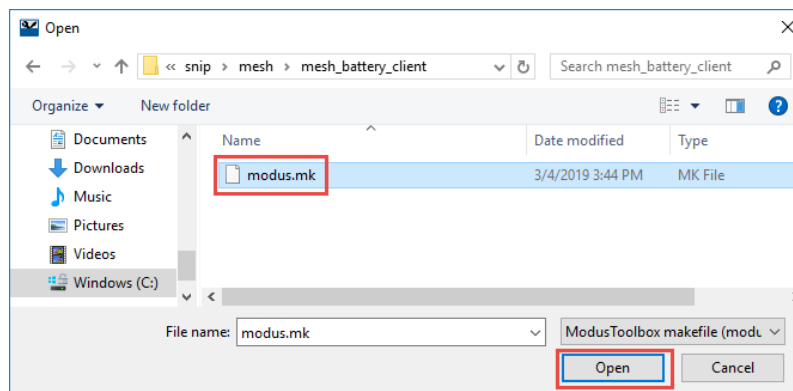 Open
« snip › mesh › mesh_battery_client
Search mesh_battery_client
Organize
New folder
Name
Date modified
Type
Documents
Downloads
Music
Pictures
Videos
Windows (C:)
modus.mk
3/4/2019 3:44 PM
MK File
File name:
modus.mk
ModusToolbox makefile (modu
Open
Cancel